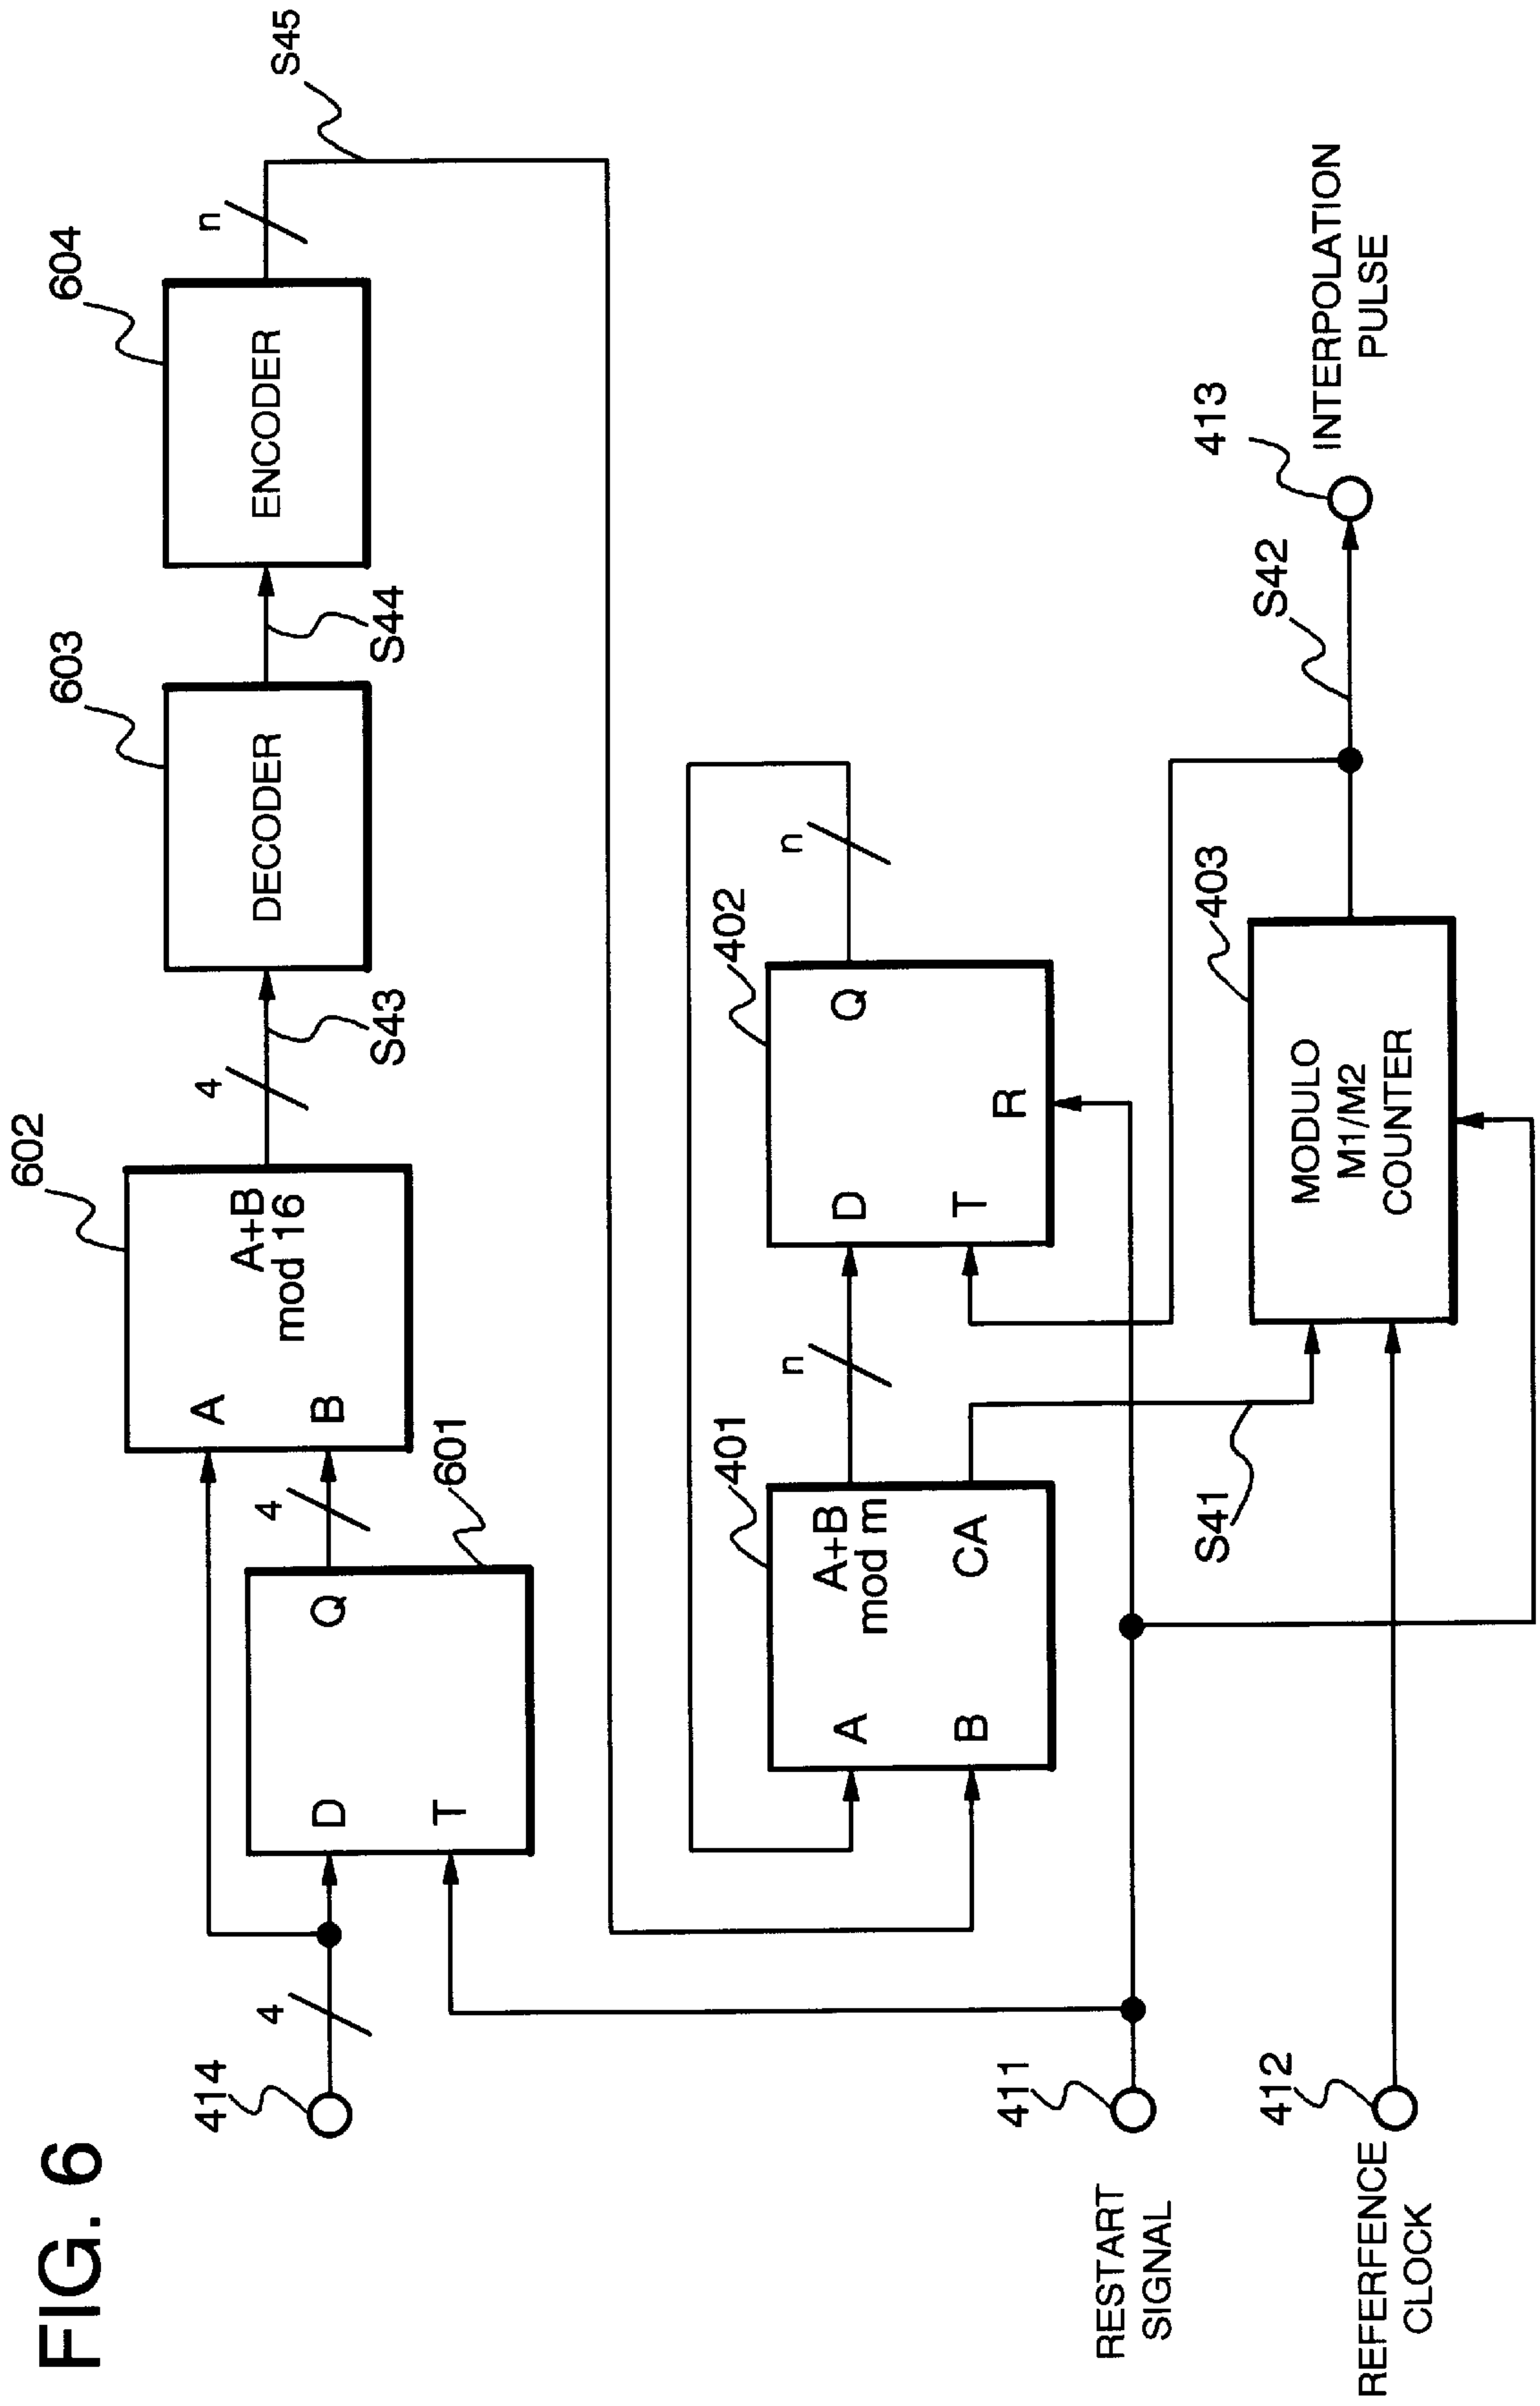 FIG. 6
414
4
D
T
Q
601
4
A
B
A+B
mod 16
602
4
S43
DECODER
603
S44
ENCODER
604
n
S45
A
B
A+B
mod m
CA
401
n
D
T
Q
R
402
n
S41
RESTART
SIGNAL
411
REFERFENCE
CLOCK
412
MODULO
M1/M2
COUNTER
403
S42
413
INTERPOLATION
PULSE